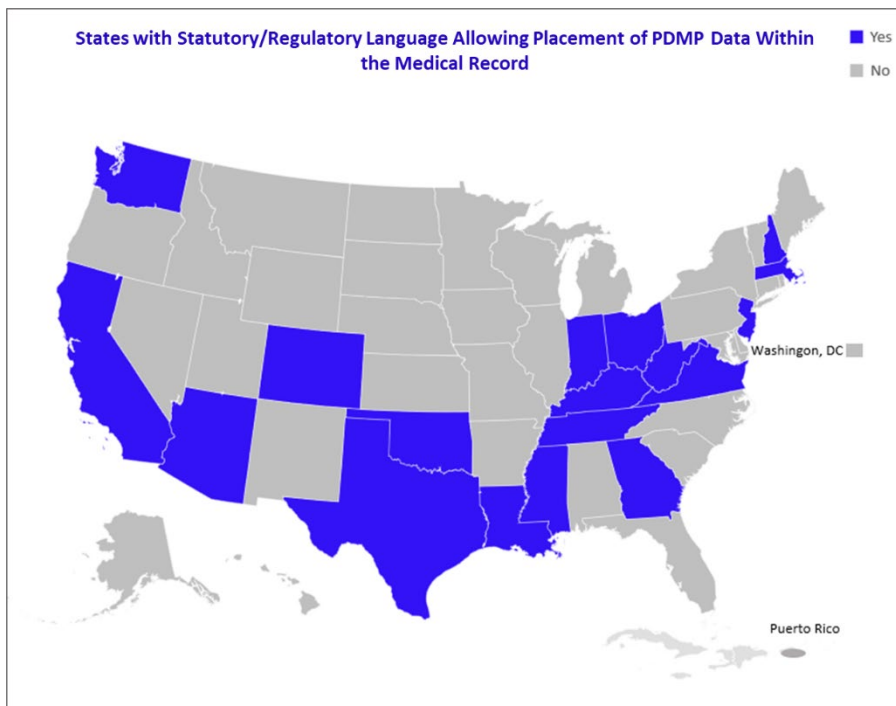 States with Statutory/Regulatory Language Allowing Placement of PDMP Data Within
the Medical Record
Yes
No
Washingon, DC
Puerto Rico